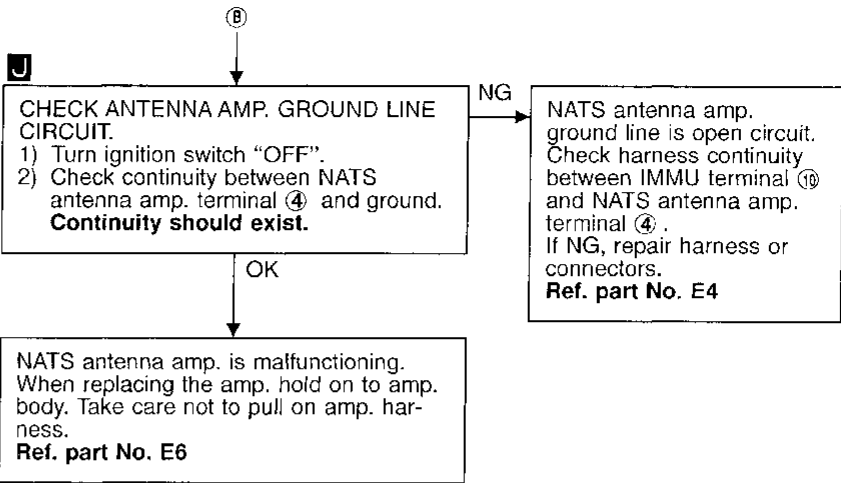 Ⓑ
J
CHECK ANTENNA AMP. GROUND LINE
CIRCUIT.
1) Turn ignition switch “OFF”.
2) Check continuity between NATS
antenna amp. terminal ④ and ground.
Continuity should exist.
NG
NATS antenna amp.
ground line is open circuit.
Check harness continuity
between IMMU terminal ⑩
and NATS antenna amp.
terminal ④.
If NG, repair harness or
connectors.
Ref. part No. E4
OK
NATS antenna amp. is malfunctioning.
When replacing the amp. hold on to amp.
body. Take care not to pull on amp. har-
ness.
Ref. part No. E6